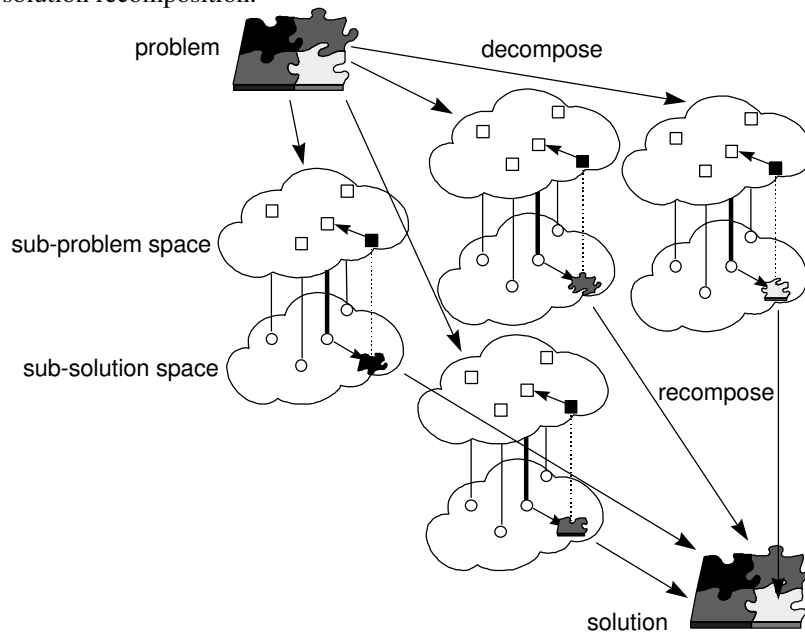 solution recomposition.
problem
decompose
sub-problem space
sub-solution space
recompose
solution